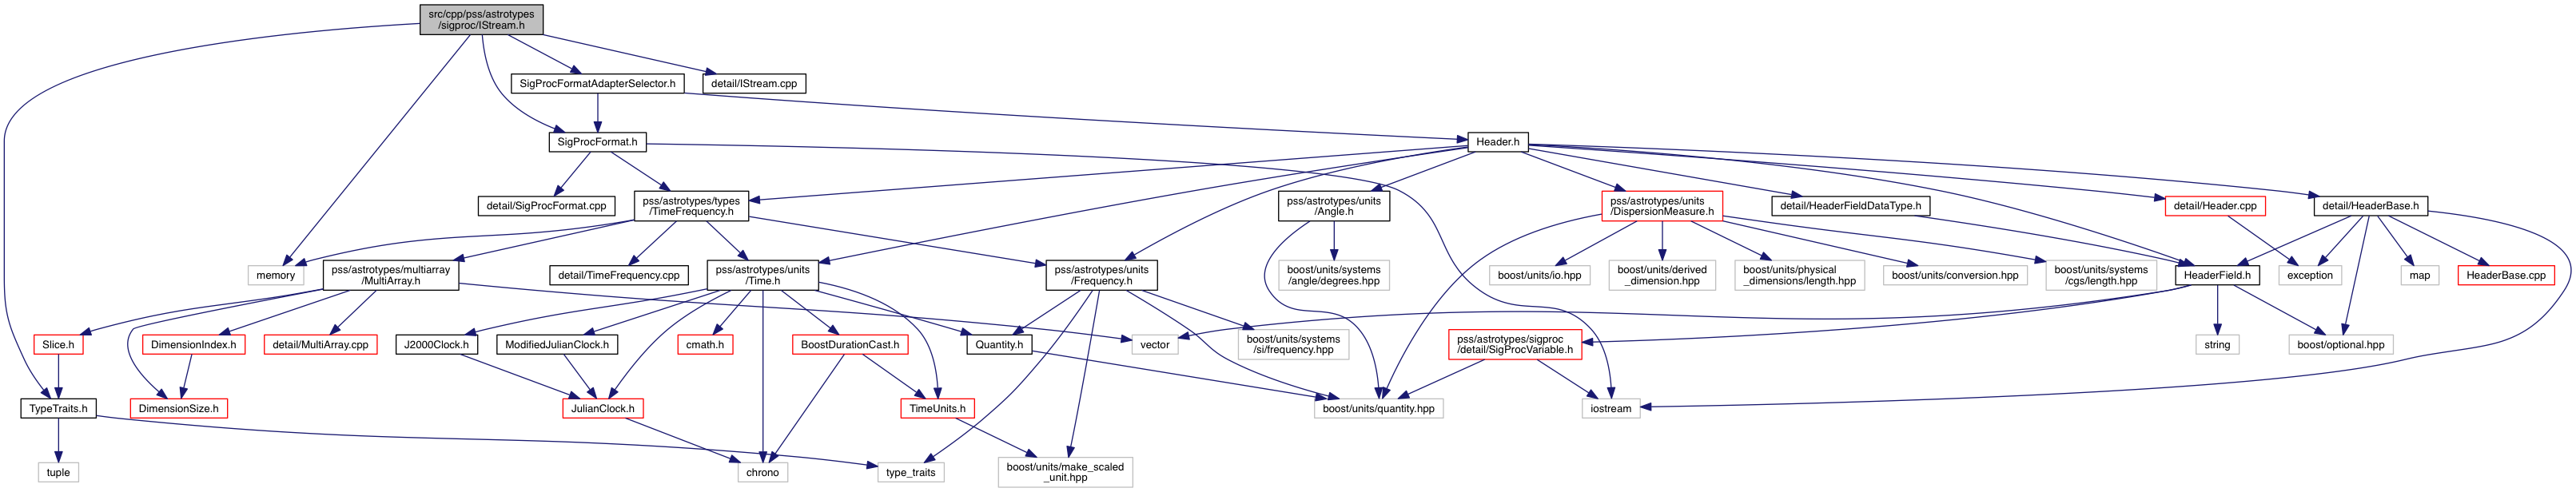 src/cpp/pss/astrotypes
/sigproc/IStream.h
SigProcFormatAdapterSelector.h
detail/IStream.cpp
SigProcFormat.h
Header.h
detail/SigProcFormat.cpp
pss/astrotypes/types
/TimeFrequency.h
pss/astrotypes/units
/Angle.h
pss/astrotypes/units
/DispersionMeasure.h
detail/HeaderFieldDataType.h
detail/Header.cpp
detail/HeaderBase.h
memory
pss/astrotypes/multiarray
/MultiArray.h
detail/TimeFrequency.cpp
pss/astrotypes/units
/Time.h
pss/astrotypes/units
/Frequency.h
boost/units/systems
/angle/degrees.hpp
boost/units/io.hpp
boost/units/derived
_dimension.hpp
boost/units/physical
_dimensions/length.hpp
boost/units/conversion.hpp
boost/units/systems
/cgs/length.hpp
HeaderField.h
exception
map
HeaderBase.cpp
Slice.h
DimensionIndex.h
detail/MultiArray.cpp
J2000Clock.h
ModifiedJulianClock.h
cmath.h
BoostDurationCast.h
Quantity.h
vector
boost/units/systems
/si/frequency.hpp
pss/astrotypes/sigproc
/detail/SigProcVariable.h
string
boost/optional.hpp
TypeTraits.h
DimensionSize.h
JulianClock.h
TimeUnits.h
boost/units/quantity.hpp
iostream
tuple
chrono
type_traits
boost/units/make_scaled
_unit.hpp